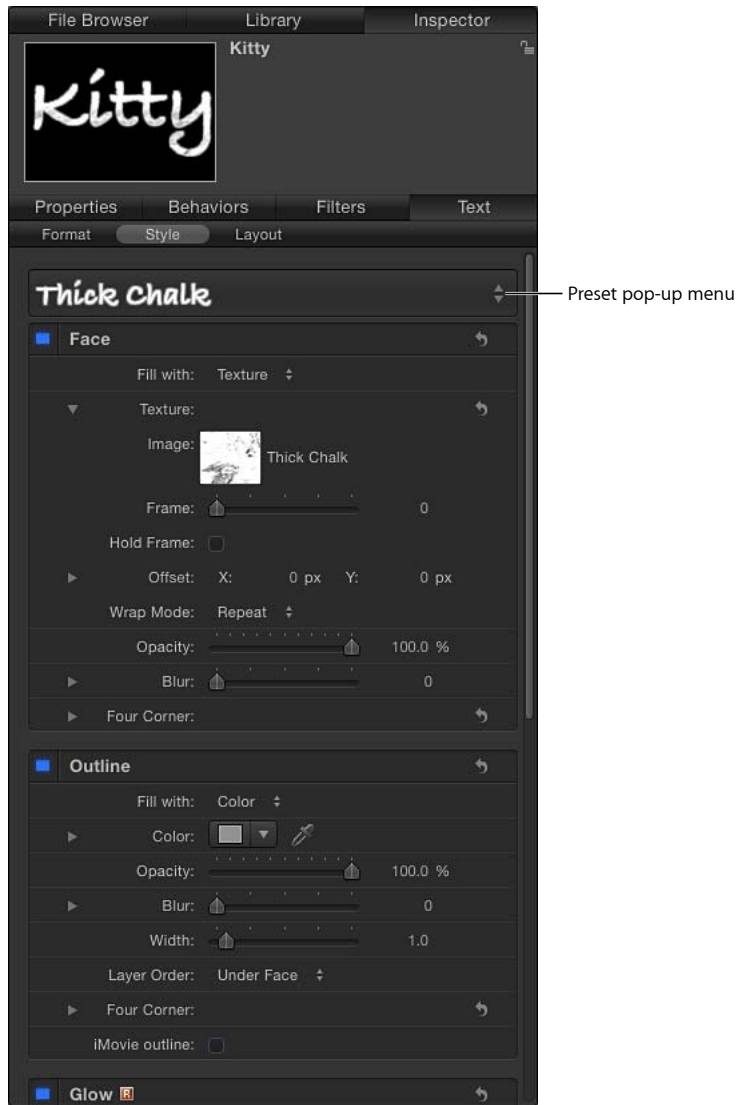 File Browser Library Inspector
Kitty
Kitty
Properties Behaviors Filters Text
Format Style Layout
Thick Chalk
Preset pop-up menu
Face
Fill with: Texture
Texture:
Image: Thick Chalk
Frame: 0
Hold Frame:
Offset: X: 0 px Y: 0 px
Wrap Mode: Repeat
Opacity: 100.0 %
Blur: 0
Four Corner:
Outline
Fill with: Color
Color:
Opacity: 100.0 %
Blur: 0
Width: 1.0
Layer Order: Under Face
Four Corner:
iMovie outline:
Glow R